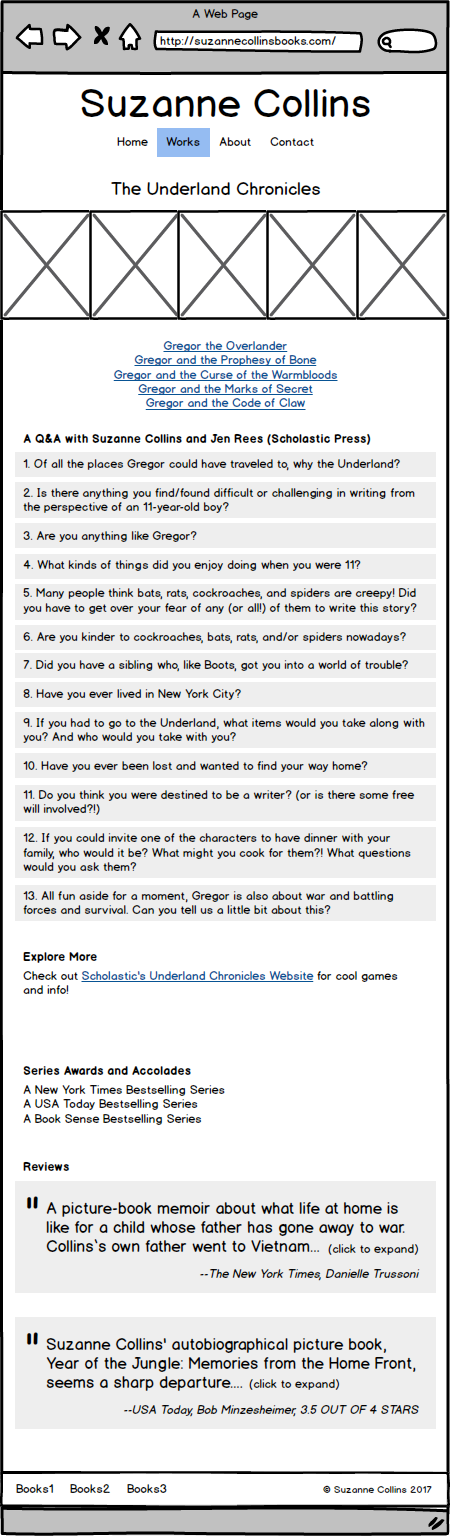 A Web Page
http://suzannecollinsbooks.com/
Suzanne Collins
Home Works About Contact
The Underland Chronicles
Gregor the Overlander
Gregor and the Prophesy of Bone
Gregor and the Curse of the Warmbloods
Gregor and the Marks of Secret
Gregor and the Code of Claw
A Q&A with Suzanne Collins and Jen Rees (Scholastic Press)
1. Of all the places Gregor could have traveled to, why the Underland?
2. Is there anything you find/found difficult or challenging in writing from
the perspective of an 11-year-old boy?
3. Are you anything like Gregor?
4. What kinds of things did you enjoy doing when you were 11?
5. Many people think bats, rats, cockroaches, and spiders are creepy! Did
you have to get over your fear of any (or all!) of them to write this story?
6. Are you kinder to cockroaches, bats, rats, and/or spiders nowadays?
7. Did you have a sibling who, like Boots, got you into a world of trouble?
8. Have you ever lived in New York City?
9. If you had to go to the Underland, what items would you take along with
you? And who would you take with you?
10. Have you ever been lost and wanted to find your way home?
11. Do you think you were destined to be a writer? (or is there some free
will involved?!)
12. If you could invite one of the characters to have dinner with your
family, who would it be? What might you cook for them?! What questions
would you ask them?
13. All fun aside for a moment, Gregor is also about war and battling
forces and survival. Can you tell us a little bit about this?
Explore More
Check out Scholastic's Underland Chronicles Website for cool games
and info!
Series Awards and Accolades
A New York Times Bestselling Series
A USA Today Bestselling Series
A Book Sense Bestselling Series
Reviews
" A picture-book memoir about what life at home is
like for a child whose father has gone away to war.
Collins`s own father went to Vietnam... (click to expand)
--The New York Times, Danielle Trussoni
" Suzanne Collins' autobiographical picture book,
Year of the Jungle: Memories from the Home Front,
seems a sharp departure.... (click to expand)
--USA Today, Bob Minzesheimer, 3.5 OUT OF 4 STARS
Books1 Books2 Books3 © Suzanne Collins 2017